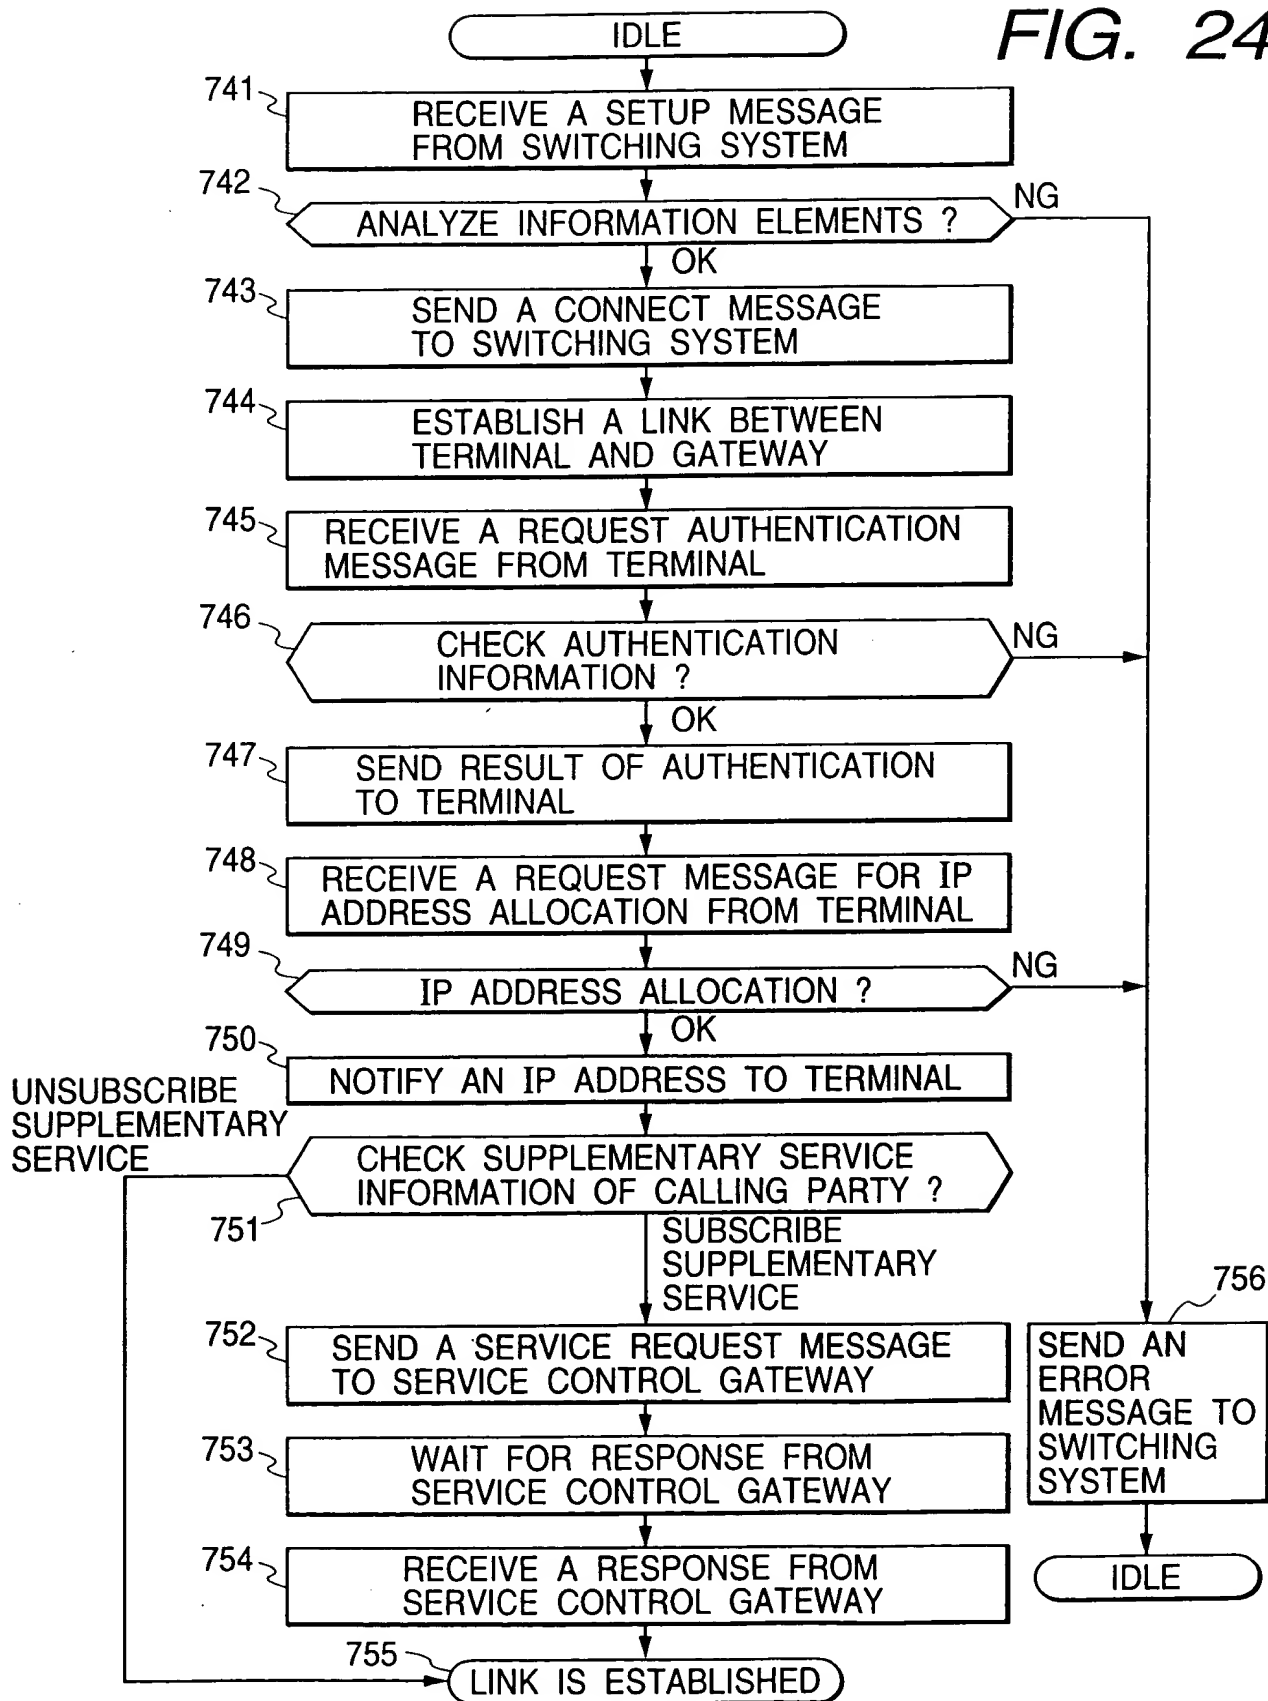 FIG. 24
IDLE
741
RECEIVE A SETUP MESSAGE
FROM SWITCHING SYSTEM
742
ANALYZE INFORMATION ELEMENTS ?
NG
OK
743
SEND A CONNECT MESSAGE
TO SWITCHING SYSTEM
744
ESTABLISH A LINK BETWEEN
TERMINAL AND GATEWAY
745
RECEIVE A REQUEST AUTHENTICATION
MESSAGE FROM TERMINAL
746
CHECK AUTHENTICATION
INFORMATION ?
NG
OK
747
SEND RESULT OF AUTHENTICATION
TO TERMINAL
748
RECEIVE A REQUEST MESSAGE FOR IP
ADDRESS ALLOCATION FROM TERMINAL
749
IP ADDRESS ALLOCATION ?
NG
OK
750
NOTIFY AN IP ADDRESS TO TERMINAL
UNSUBSCRIBE
SUPPLEMENTARY
SERVICE
CHECK SUPPLEMENTARY SERVICE
INFORMATION OF CALLING PARTY ?
751
SUBSCRIBE
SUPPLEMENTARY
SERVICE
752
SEND A SERVICE REQUEST MESSAGE
TO SERVICE CONTROL GATEWAY
753
WAIT FOR RESPONSE FROM
SERVICE CONTROL GATEWAY
754
RECEIVE A RESPONSE FROM
SERVICE CONTROL GATEWAY
755
LINK IS ESTABLISHED
756
SEND AN
ERROR
MESSAGE TO
SWITCHING
SYSTEM
IDLE